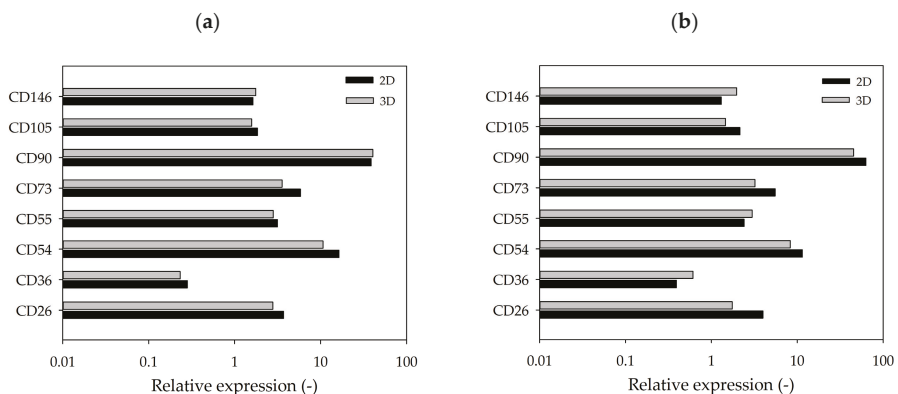 (a)
2D
3D
CD146
CD105
CD90
CD73
CD55
CD54
CD36
CD26
0.01 0.1 1 10 100
Relative expression (-)
(b)
2D
3D
CD146
CD105
CD90
CD73
CD55
CD54
CD36
CD26
0.01 0.1 1 10 100
Relative expression (-)